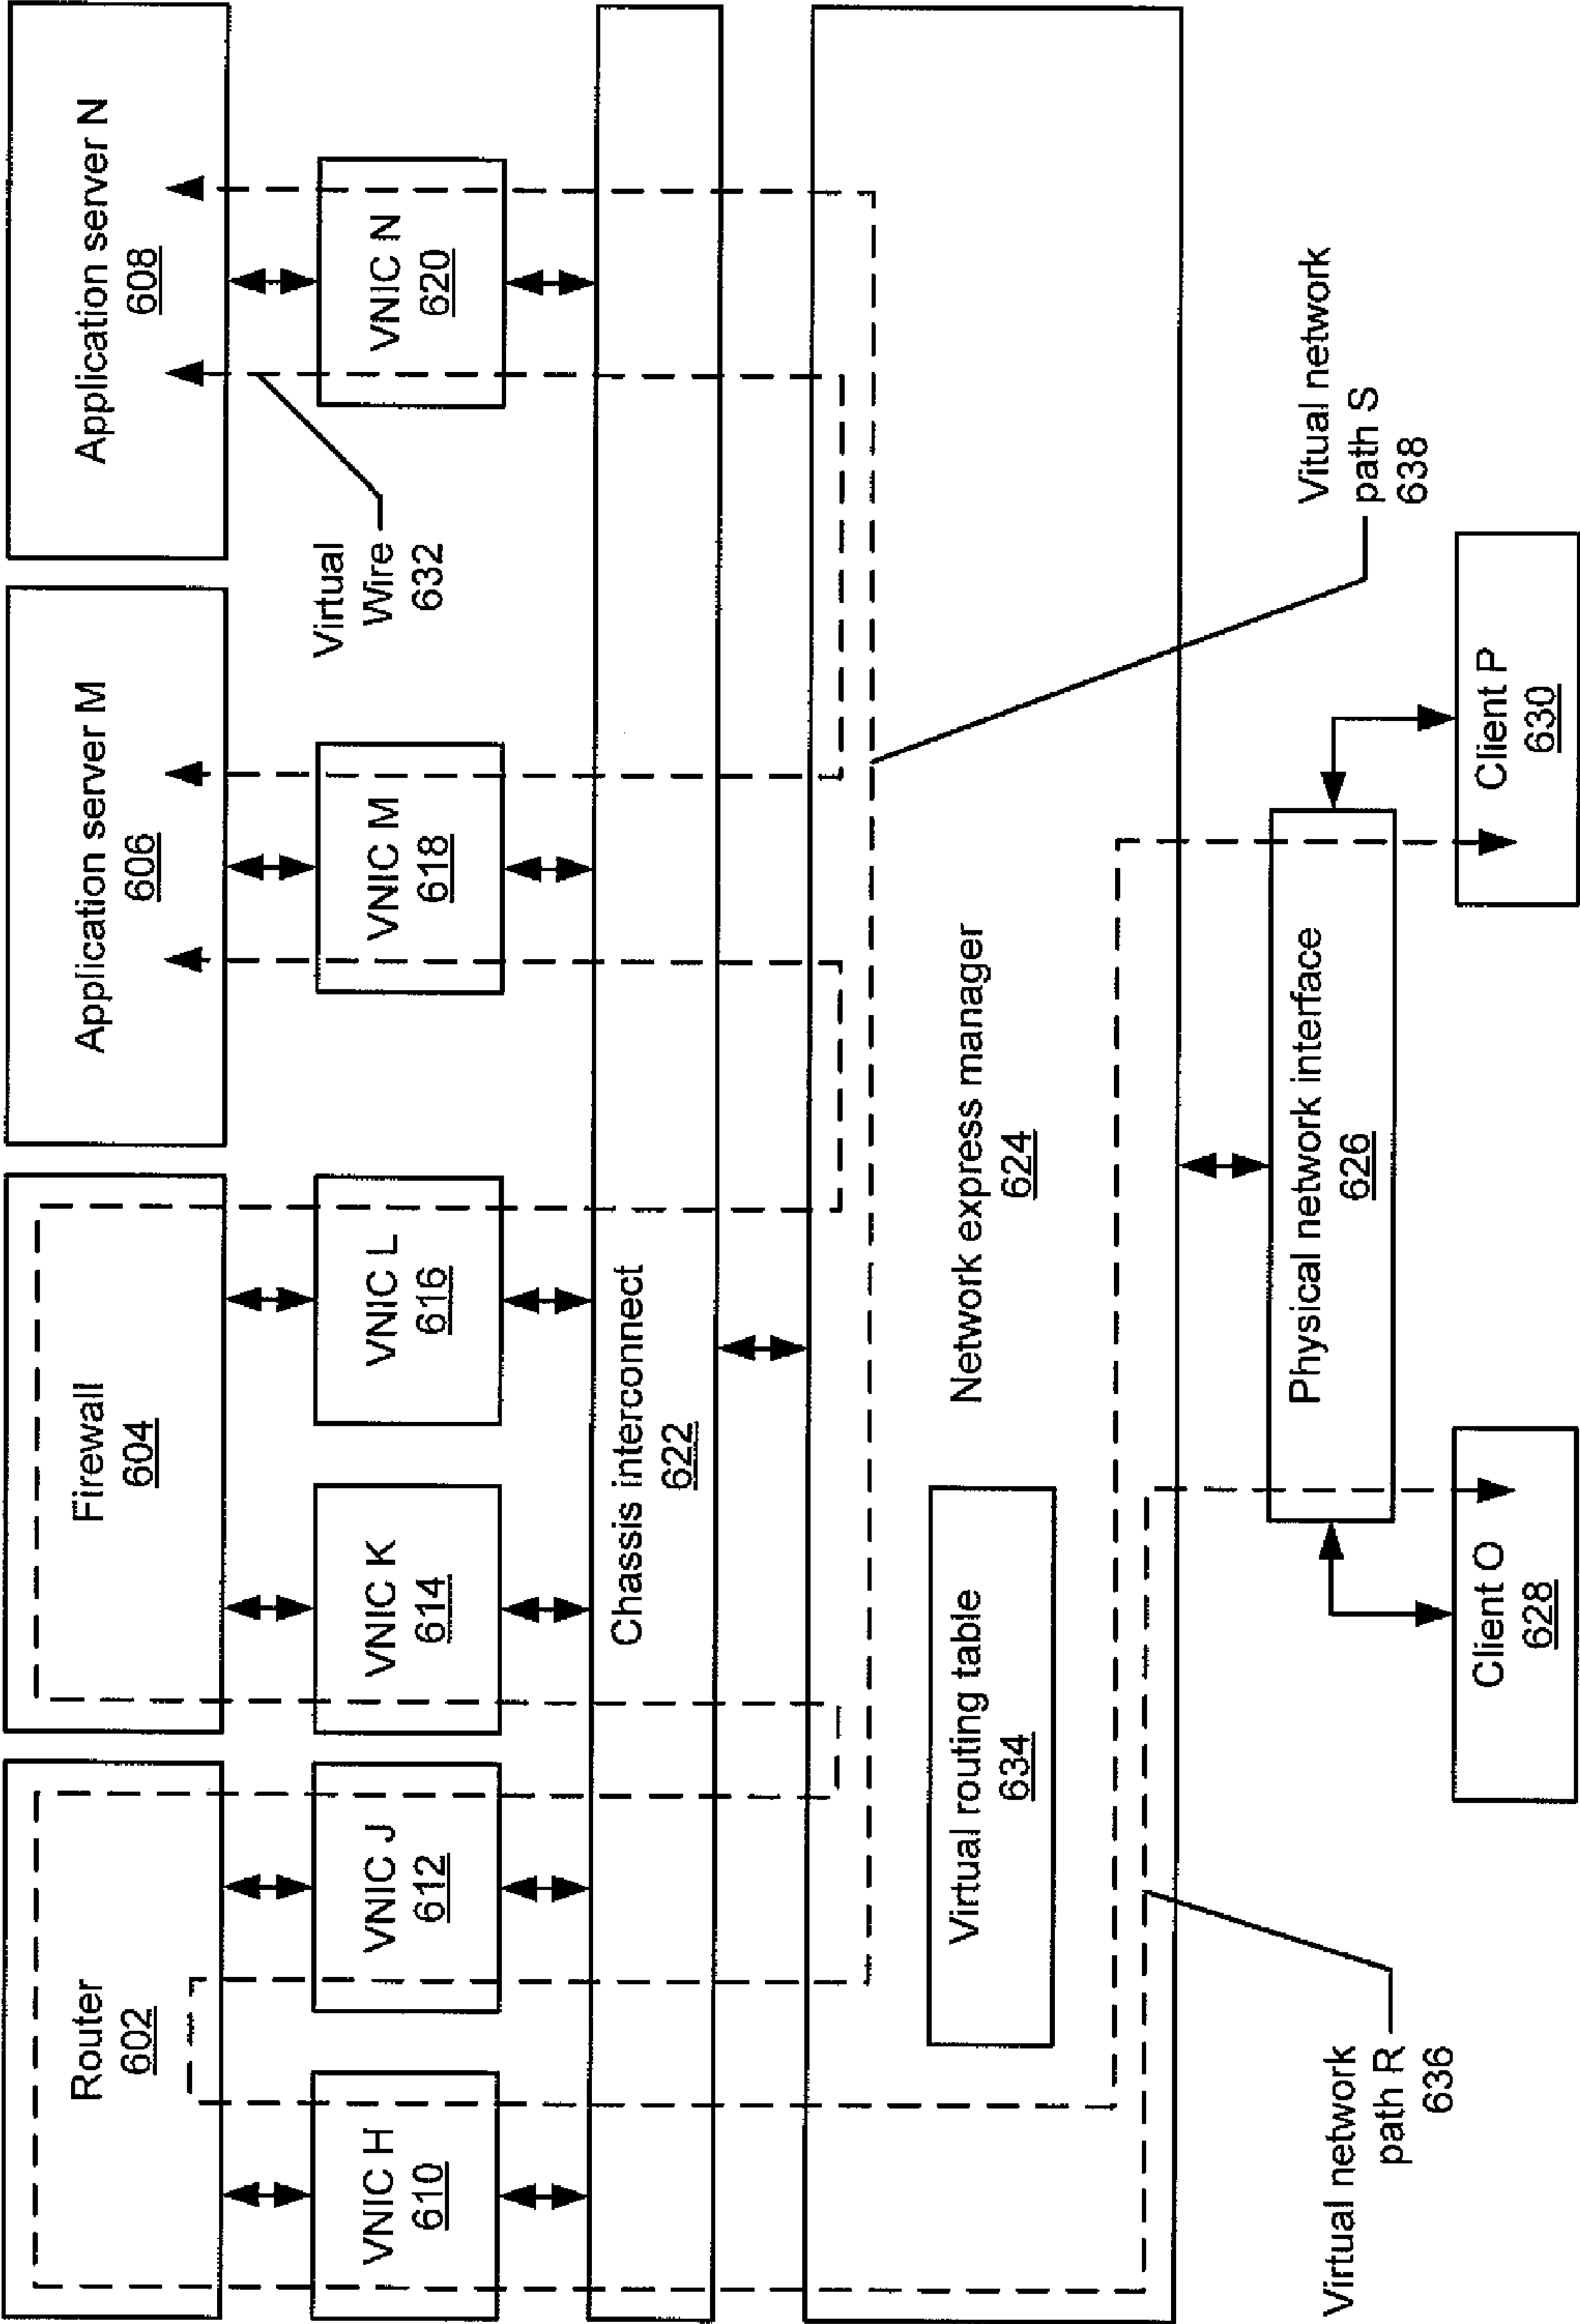 Router
602
Firewall
604
Application server M
606
Application server N
608
VNIC H
610
VNIC J
612
VNIC K
614
VNIC L
616
VNIC M
618
VNIC N
620
Virtual
Wire
632
Chassis interconnect
622
Virtual routing table
634
Network express manager
624
Physical network interface
626
Virtual network
path R
636
Vitual network
path S
638
Client O
628
Client P
630